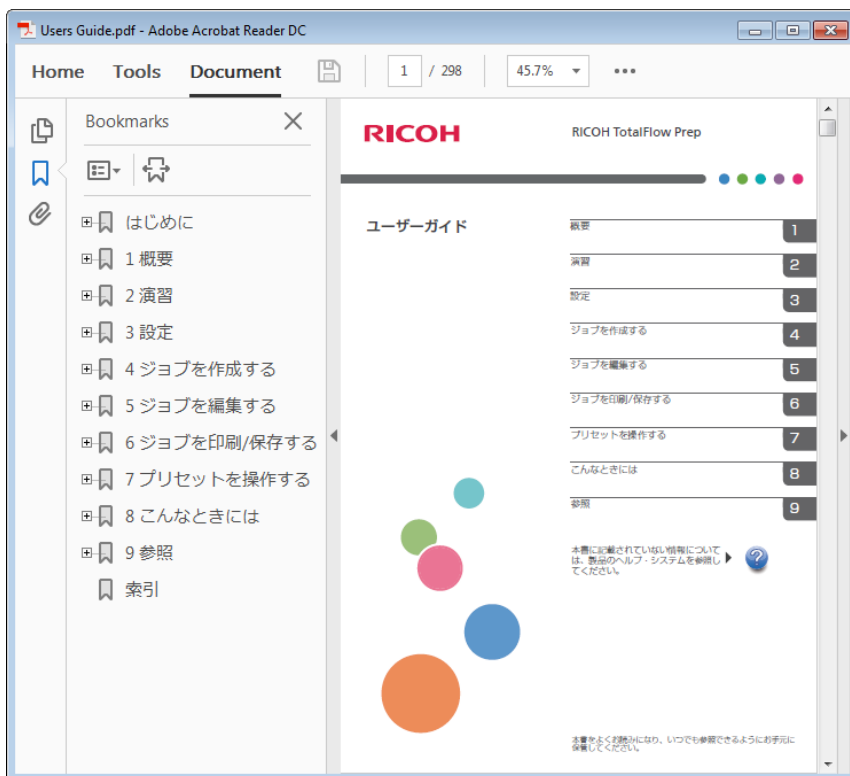 Users Guide.pdf - Adobe Acrobat Reader DC
Home Tools Document 1 / 298 45.7%
Bookmarks
はじめに
1 概要
2 演習
3 設定
4 ジョブを作成する
5 ジョブを編集する
6 ジョブを印刷/保存する
7 プリセットを操作する
8 こんなときには
9 参照
索引
RICOH
RICOH TotalFlow Prep
ユーザーガイド
概要 1
演習 2
設定 3
ジョブを作成する 4
ジョブを編集する 5
ジョブを印刷/保存する 6
プリセットを操作する 7
こんなときには 8
参照 9
本書に記載されていない情報について
は、製品のヘルプ・システムを参照し
てください。
?
本書をよくお読みになり、いつでも参照できるようにお手元に
保管してください。